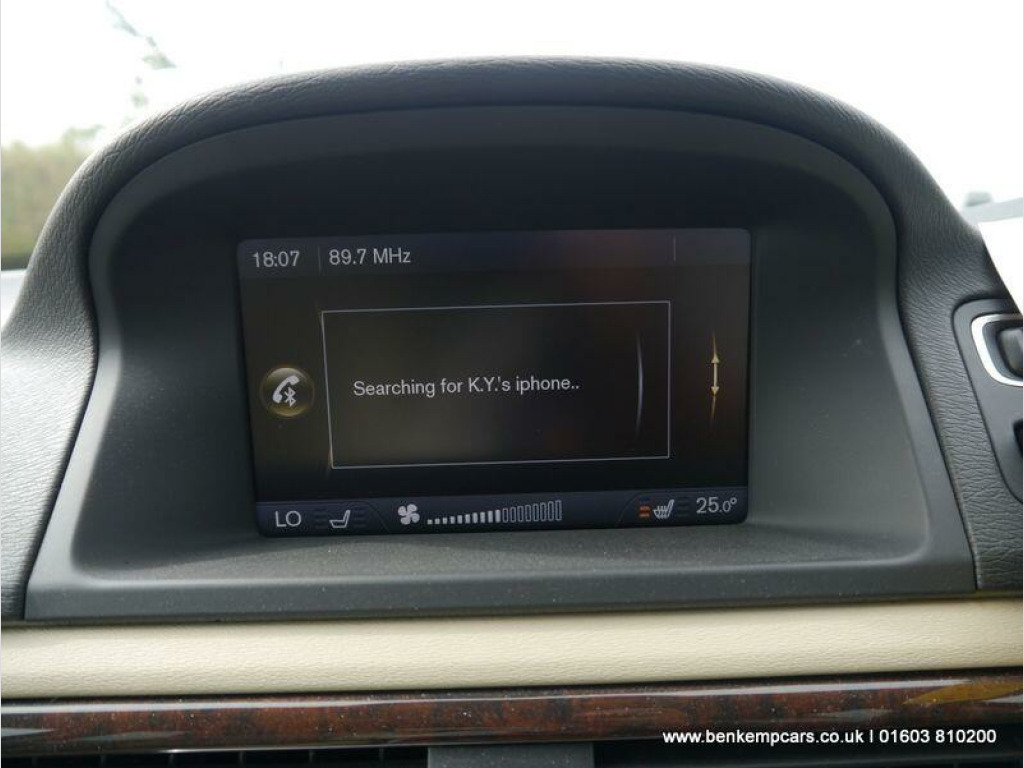 18:07 89.7 MHz
Searching for K.Y.'s iphone..
LO 25.0°
www.benkempcars.co.uk | 01603 810200